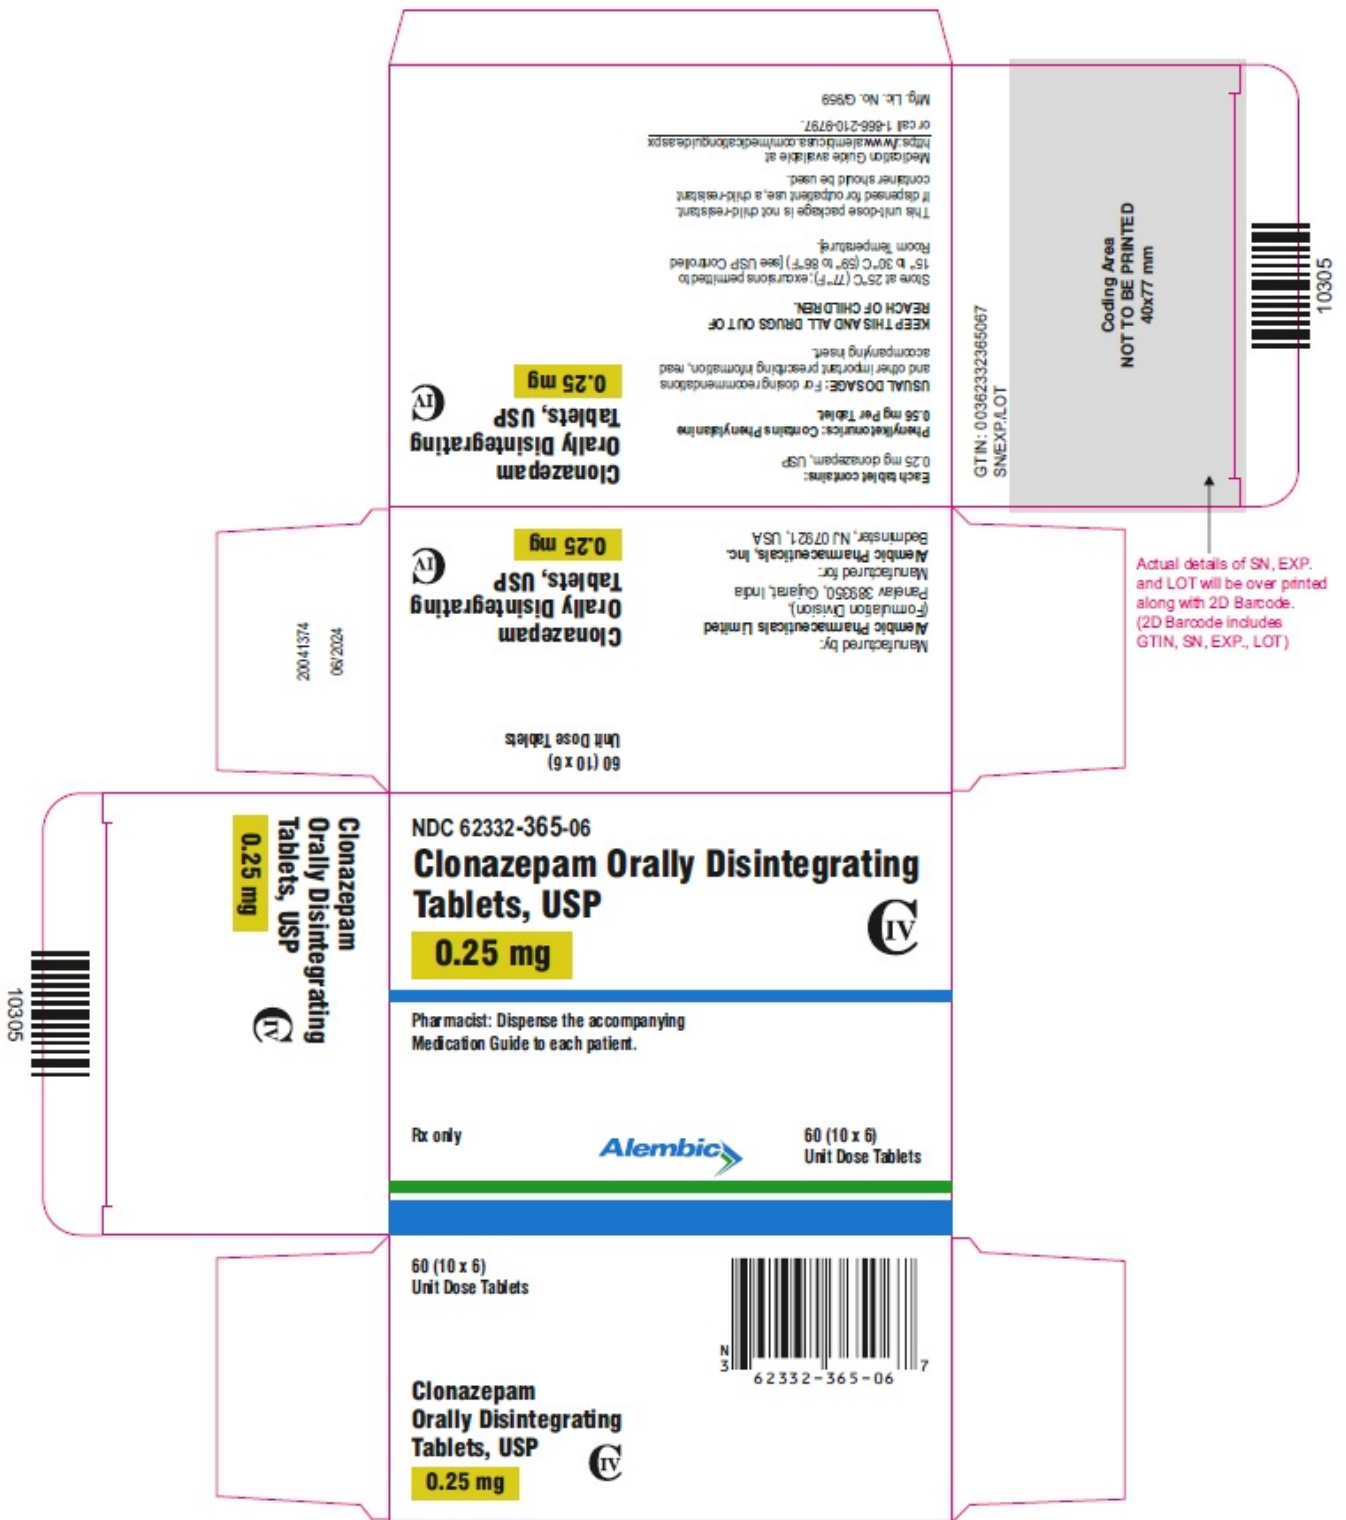 Each tablet contains:
0.25 mg clonazepam, USP
Phenylketonurics: Contains Phenylalanine
0.56 mg Per Tablet.
USUAL DOSAGE: For dosing recommendations
and other important prescribing information, read
accompanying insert.
KEEP THIS AND ALL DRUGS OUT OF
REACH OF CHILDREN.
Store at 25°C (77°F); excursions permitted to
15° to 30°C (59° to 86°F) [see USP Controlled
Room Temperature].
This unit-dose package is not child-resistant.
If dispensed for outpatient use, a child-resistant
container should be used.
Medication Guide available at
https://www.alembicusa.com/medicationguide.aspx
or call 1-866-210-9797.
Mfg. Lic. No. G/959
Clonazepam
Orally Disintegrating
Tablets, USP
0.25 mg
CIV
GTIN: 00362332365067
SN/EXP./LOT
Coding Area
NOT TO BE PRINTED
40x77 mm
10305
Actual details of SN, EXP.
and LOT will be over printed
along with 2D Barcode.
(2D Barcode includes
GTIN, SN, EXP., LOT)
Manufactured by:
Alembic Pharmaceuticals Limited
(Formulation Division),
Panelav 389350, Gujarat, India
Manufactured for:
Alembic Pharmaceuticals, Inc.
Bedminster, NJ 07921, USA
60 (10 x 6)
Unit Dose Tablets
Clonazepam
Orally Disintegrating
Tablets, USP
0.25 mg
CIV
20041374
06/2024
Clonazepam
Orally Disintegrating
Tablets, USP
0.25 mg
CIV
10305
NDC 62332-365-06
Clonazepam Orally Disintegrating
Tablets, USP
CIV
0.25 mg
Pharmacist: Dispense the accompanying
Medication Guide to each patient.
Rx only
Alembic
60 (10 x 6)
Unit Dose Tablets
60 (10 x 6)
Unit Dose Tablets
N
3 62332-365-06 7
Clonazepam
Orally Disintegrating
Tablets, USP
CIV
0.25 mg